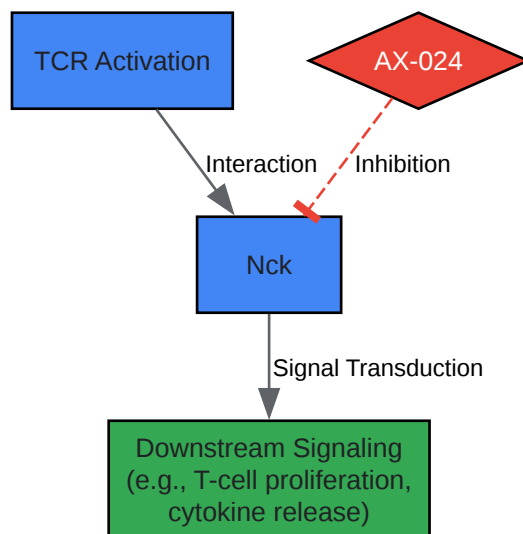 TCR Activation
AX-024
Interaction
Inhibition
Nck
Signal Transduction
Downstream Signaling
(e.g., T-cell proliferation,
cytokine release)